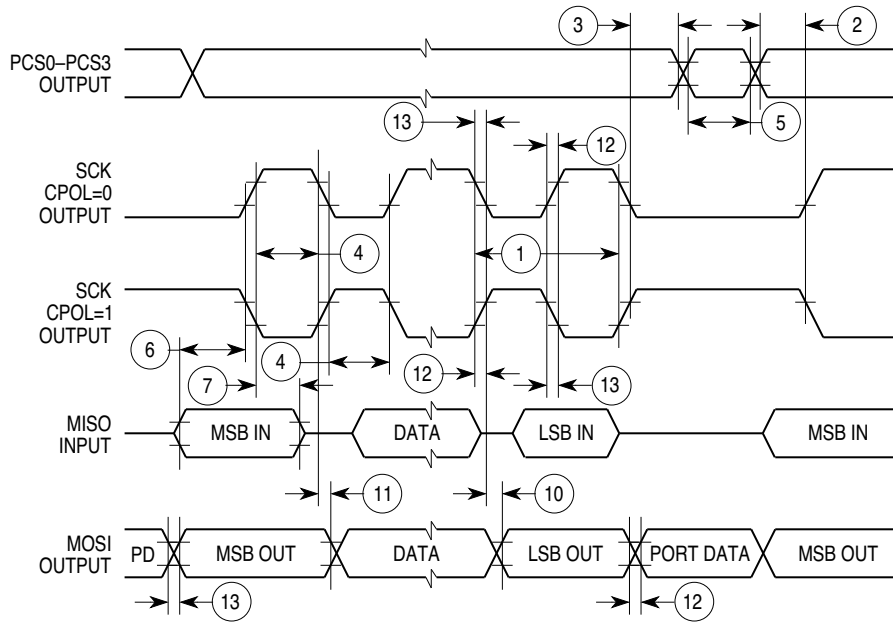 3
2
PCS0–PCS3
OUTPUT
5
13
12
SCK
CPOL=0
OUTPUT
4
1
SCK
CPOL=1
OUTPUT
6
4
7
12
13
MISO
INPUT
MSB IN
DATA
LSB IN
MSB IN
11
10
MOSI
OUTPUT
PD
MSB OUT
DATA
LSB OUT
PORT DATA
MSB OUT
13
12